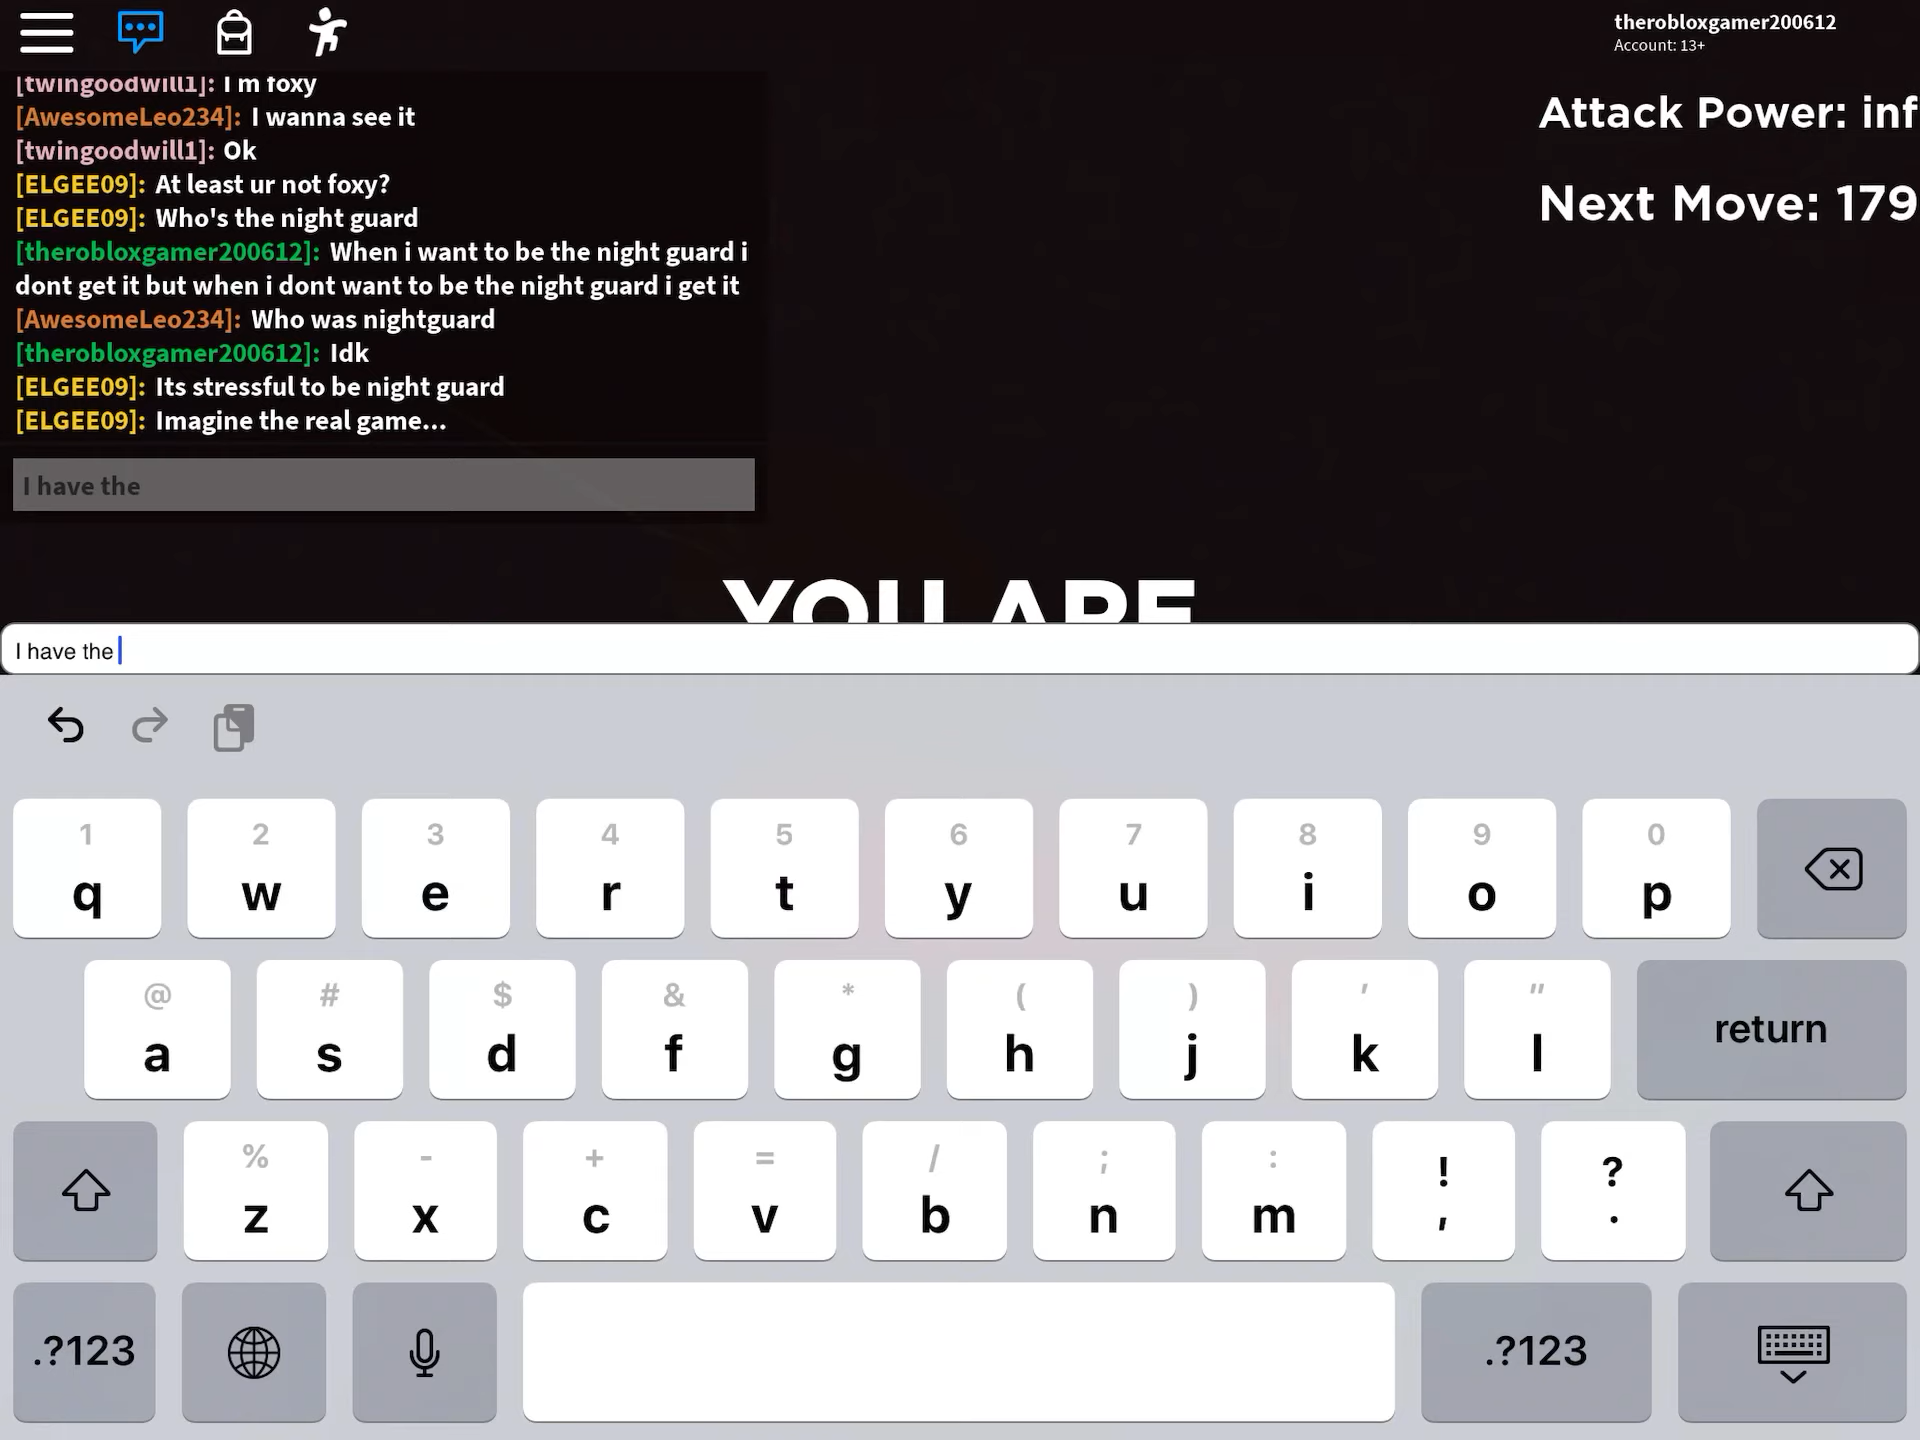 therobloxgamer200612
Account: 13+
[twingoodwill1]: I m foxy
[AwesomeLeo234]: I wanna see it
[twingoodwill1]: Ok
[ELGEE09]: At least ur not foxy?
[ELGEE09]: Who's the night guard
[therobloxgamer200612]: When i want to be the night guard i
dont get it but when i dont want to be the night guard i get it
[AwesomeLeo234]: Who was nightguard
[therobloxgamer200612]: Idk
[ELGEE09]: Its stressful to be night guard
[ELGEE09]: Imagine the real game...
I have the
Attack Power: inf
Next Move: 179
YOU ARE
I have the
1 2 3 4 5 6 7 8 9 0
q w e r t y u i o p
@ # $ & * ( ) ' "
a s d f g h j k l return
% - + = / ; : ! ?
z x c v b n m , .
.?123 .?123